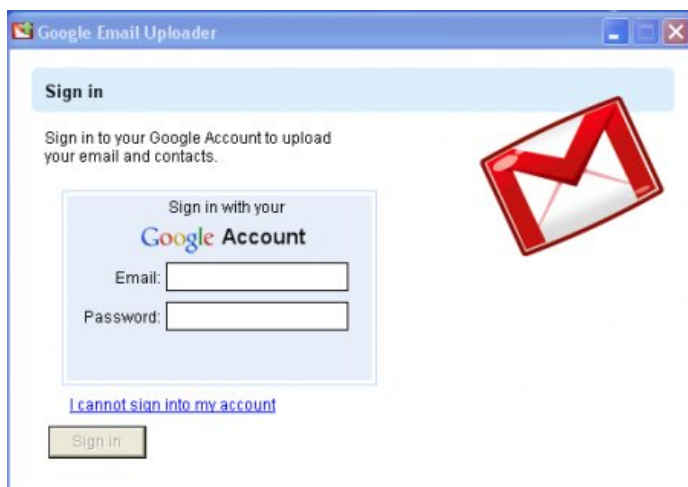 Google Email Uploader
Sign in
Sign in to your Google Account to upload
your email and contacts.
Sign in with your
Google Account
Email:
Password:
I cannot sign into my account
Sign in